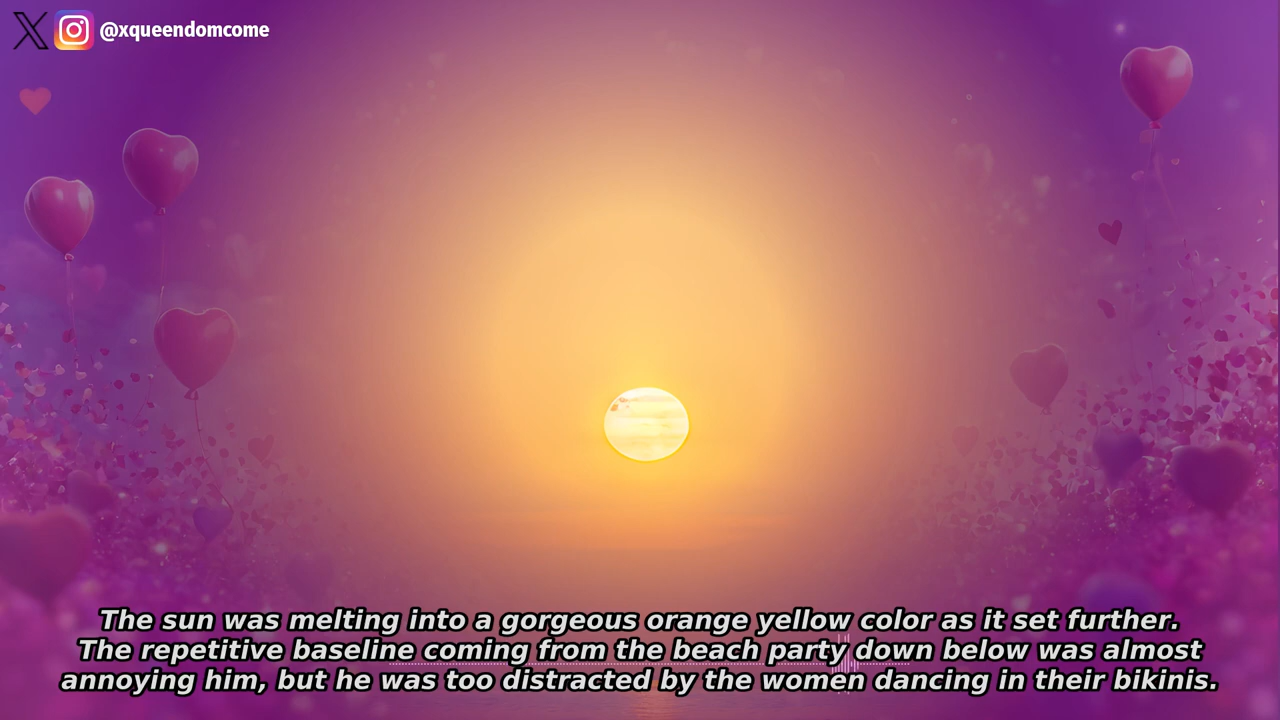 @xqueendomcome
The sun was melting into a gorgeous orange yellow color as it set further.
The repetitive baseline coming from the beach party down below was almost
annoying him, but he was too distracted by the women dancing in their bikinis.